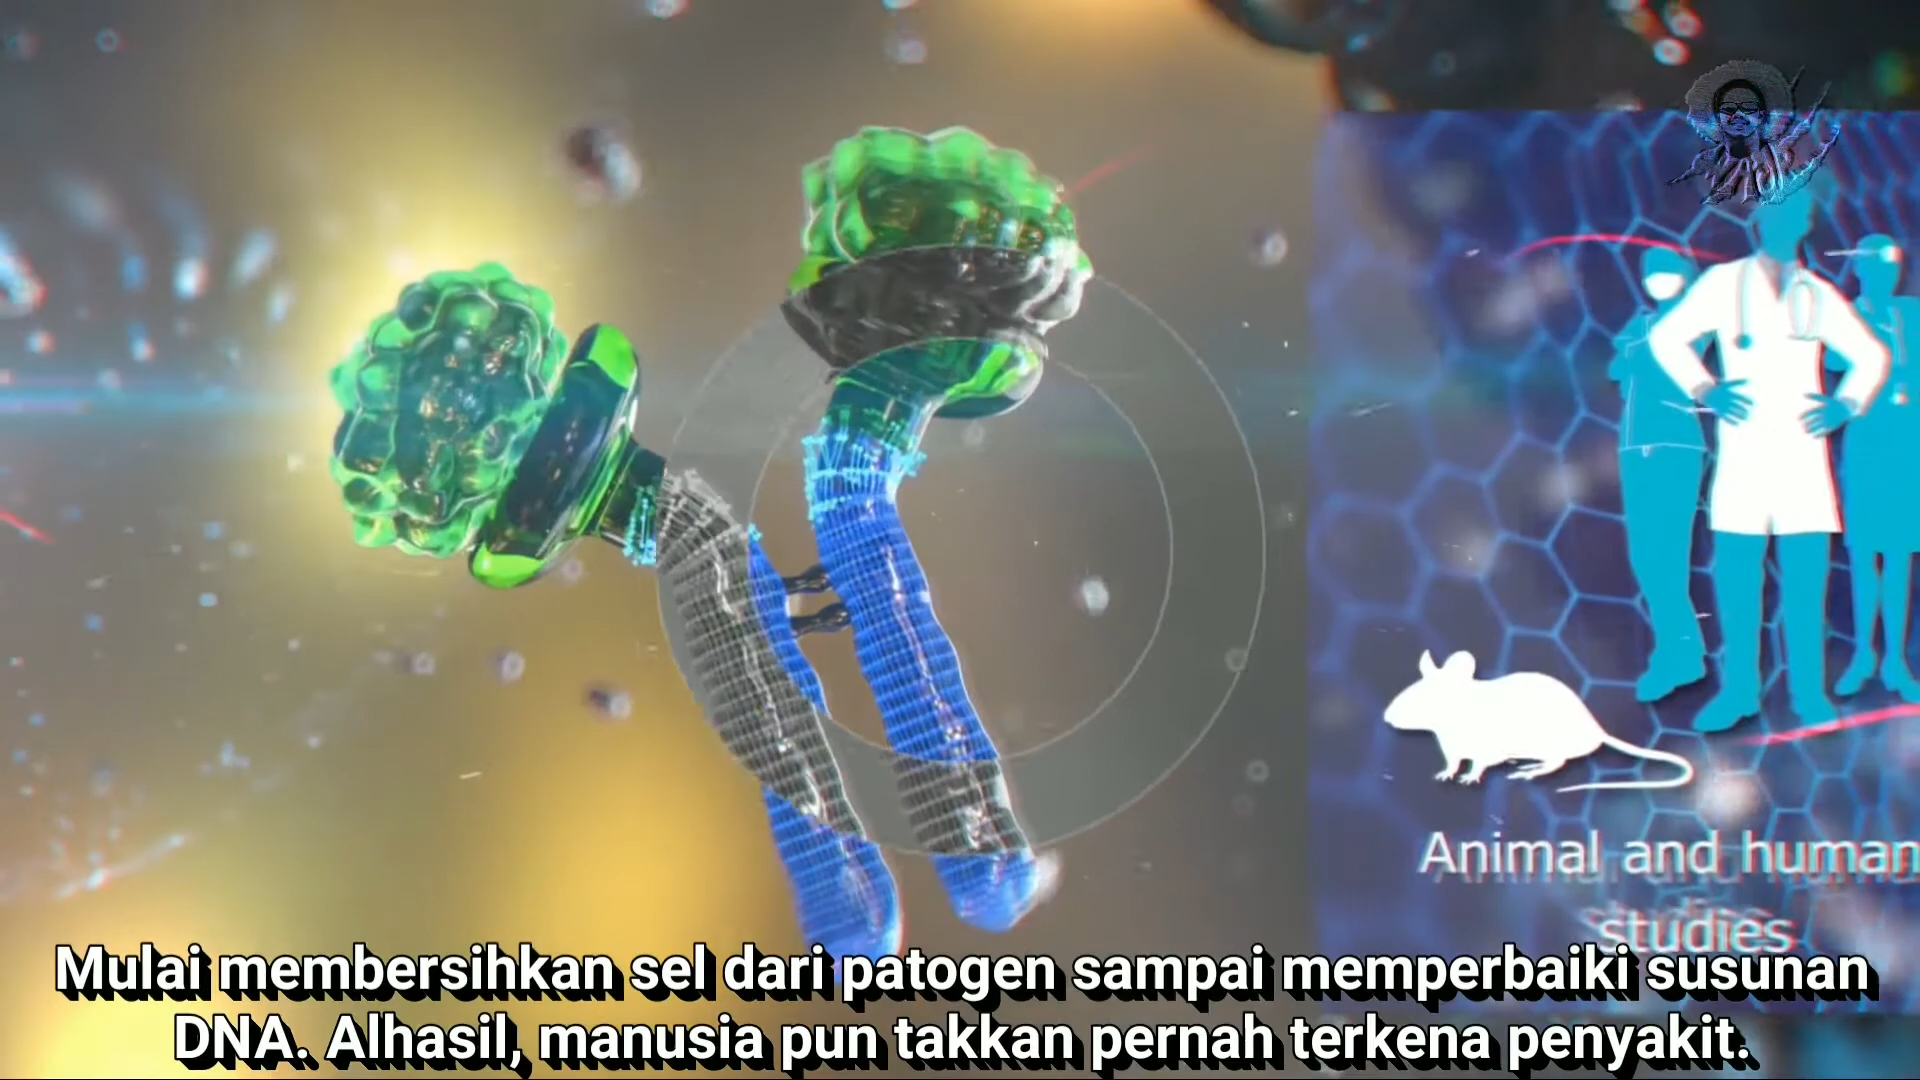 Animal and human
studies
Mulai membersihkan sel dari patogen sampai memperbaiki susunan
DNA. Alhasil, manusia pun takkan pernah terkena penyakit.